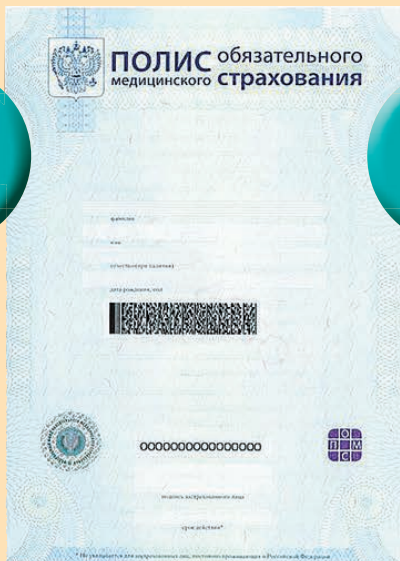 ПОЛИС обязательного
медицинского страхования
фамилия
имя
отчество (при наличии)
дата рождения, пол
0000000000000000
О
П М
С
подпись застрахованного лица
срок действия*
* Не указывается для застрахованных лиц, постоянно проживающих в Российской Федерации